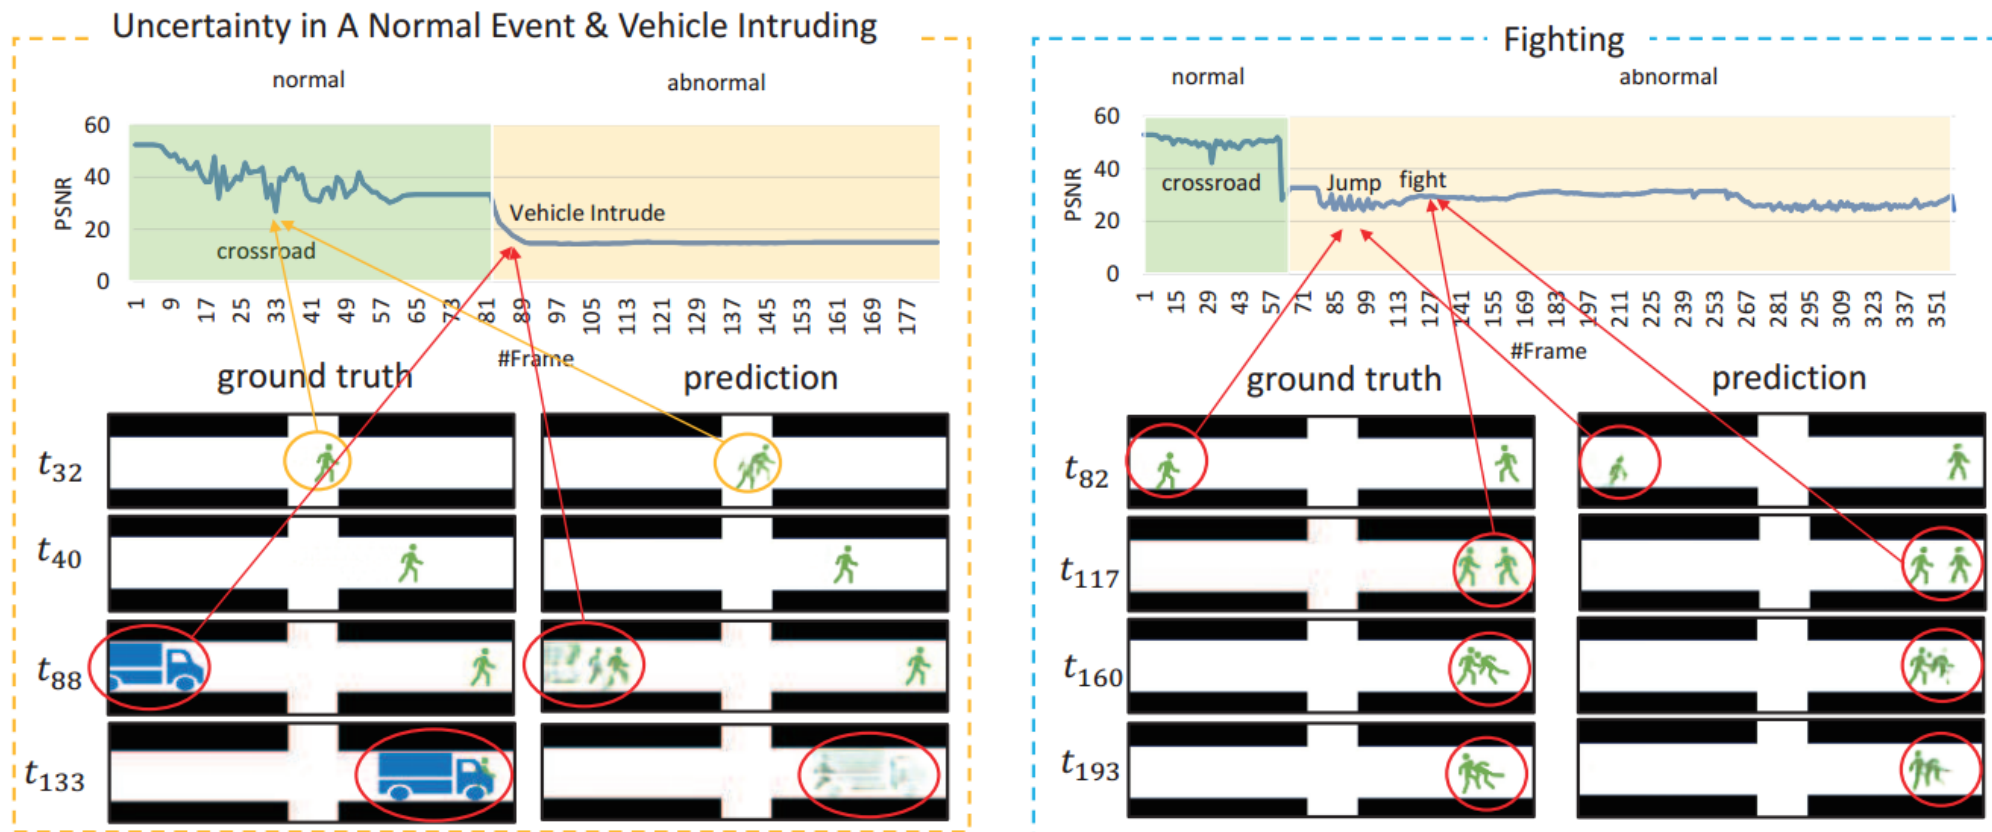 Uncertainty in A Normal Event & Vehicle Intruding
normal
abnormal
60
40
20
0
PSNR
Vehicle Intrude
crossroad
1 9 17 25 33 41 49 57 65 73 81 89 97 105 113 121 129 137 145 153 161 169 177
#Frame
ground truth
prediction
t32
t40
t88
t133
Fighting
normal
abnormal
60
40
20
0
PSNR
crossroad
Jump
fight
1 15 29 43 57 71 85 99 113 127 141 155 169 183 197 211 225 239 253 267 281 295 309 323 337 351
#Frame
ground truth
prediction
t82
t117
t160
t193